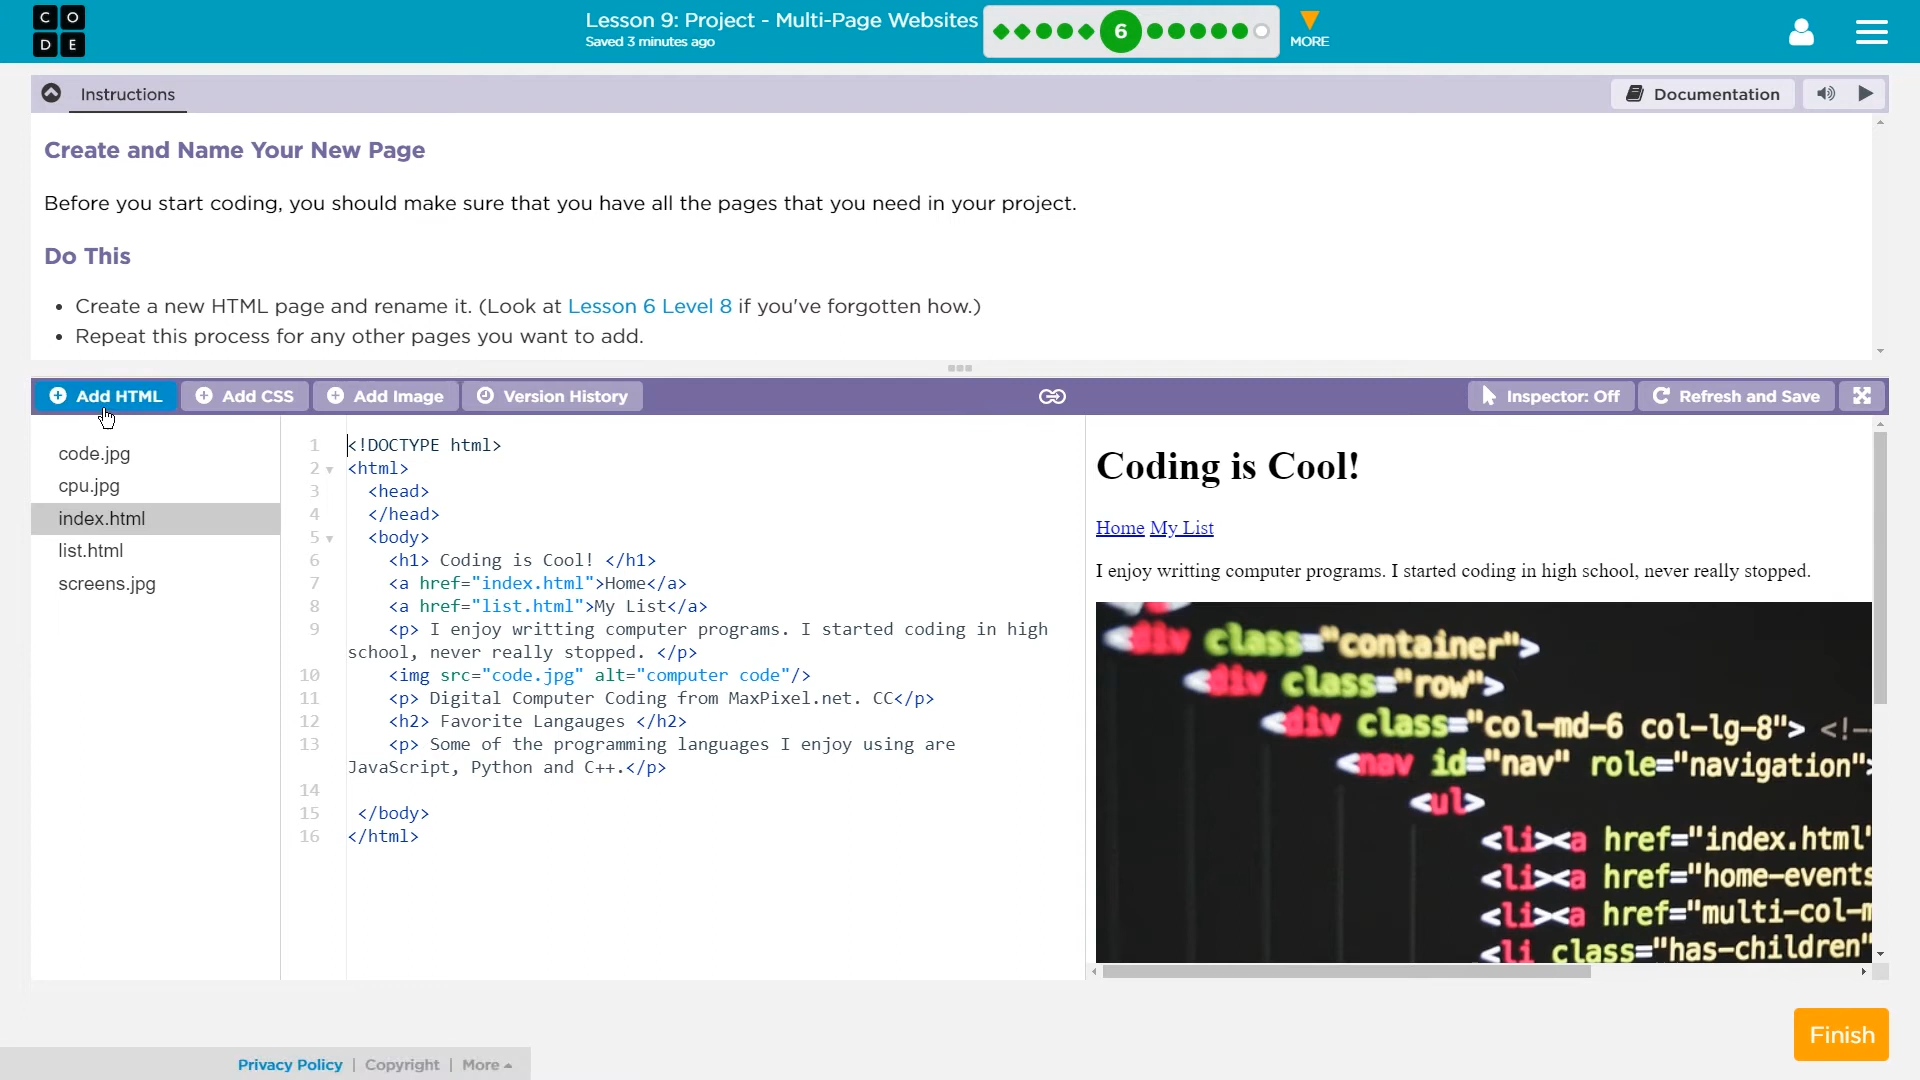 CODE
Lesson 9: Project - Multi-Page Websites
Saved 3 minutes ago
6
MORE
Instructions
Documentation
Create and Name Your New Page
Before you start coding, you should make sure that you have all the pages that you need in your project.
Do This
• Create a new HTML page and rename it. (Look at Lesson 6 Level 8 if you've forgotten how.)
• Repeat this process for any other pages you want to add.
Add HTML
Add CSS
Add Image
Version History
Inspector: Off
Refresh and Save
code.jpg
cpu.jpg
index.html
list.html
screens.jpg
1 <!DOCTYPE html>
2 <html>
3 <head>
4 </head>
5 <body>
6 <h1> Coding is Cool! </h1>
7 <a href="index.html">Home</a>
8 <a href="list.html">My List</a>
9 <p> I enjoy writting computer programs. I started coding in high
school, never really stopped. </p>
10 <img src="code.jpg" alt="computer code"/>
11 <p> Digital Computer Coding from MaxPixel.net. CC</p>
12 <h2> Favorite Langauges </h2>
13 <p> Some of the programming languages I enjoy using are
JavaScript, Python and C++.</p>
14
15 </body>
16 </html>
Coding is Cool!
Home My List
I enjoy writting computer programs. I started coding in high school, never really stopped.
<div class="container">
<div class="row">
<div class="col-md-6 col-lg-8"> <!--
<nav id="nav" role="navigation">
<ul>
<li><a href="index.html"
<li><a href="home-events
<li><a href="multi-col-m
<li class="has-children"
Finish
Privacy Policy | Copyright | More